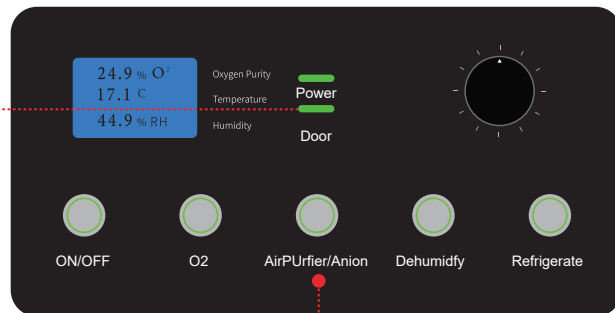 24.9 % O² Oxygen Purity
17.1 C Temperature
44.9 % RH Humidity
Power
Door
ON/OFF
O2
AirPUrfier/Anion
Dehumidfy
Refrigerate